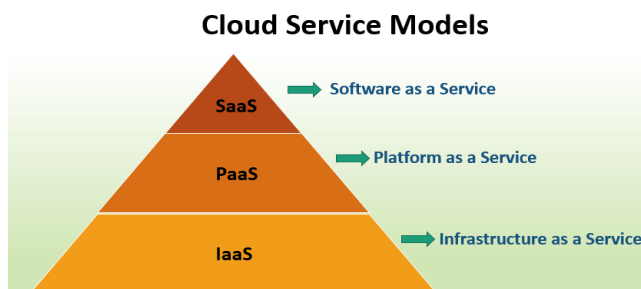 Cloud Service Models
SaaS
Software as a Service
PaaS
Platform as a Service
IaaS
Infrastructure as a Service